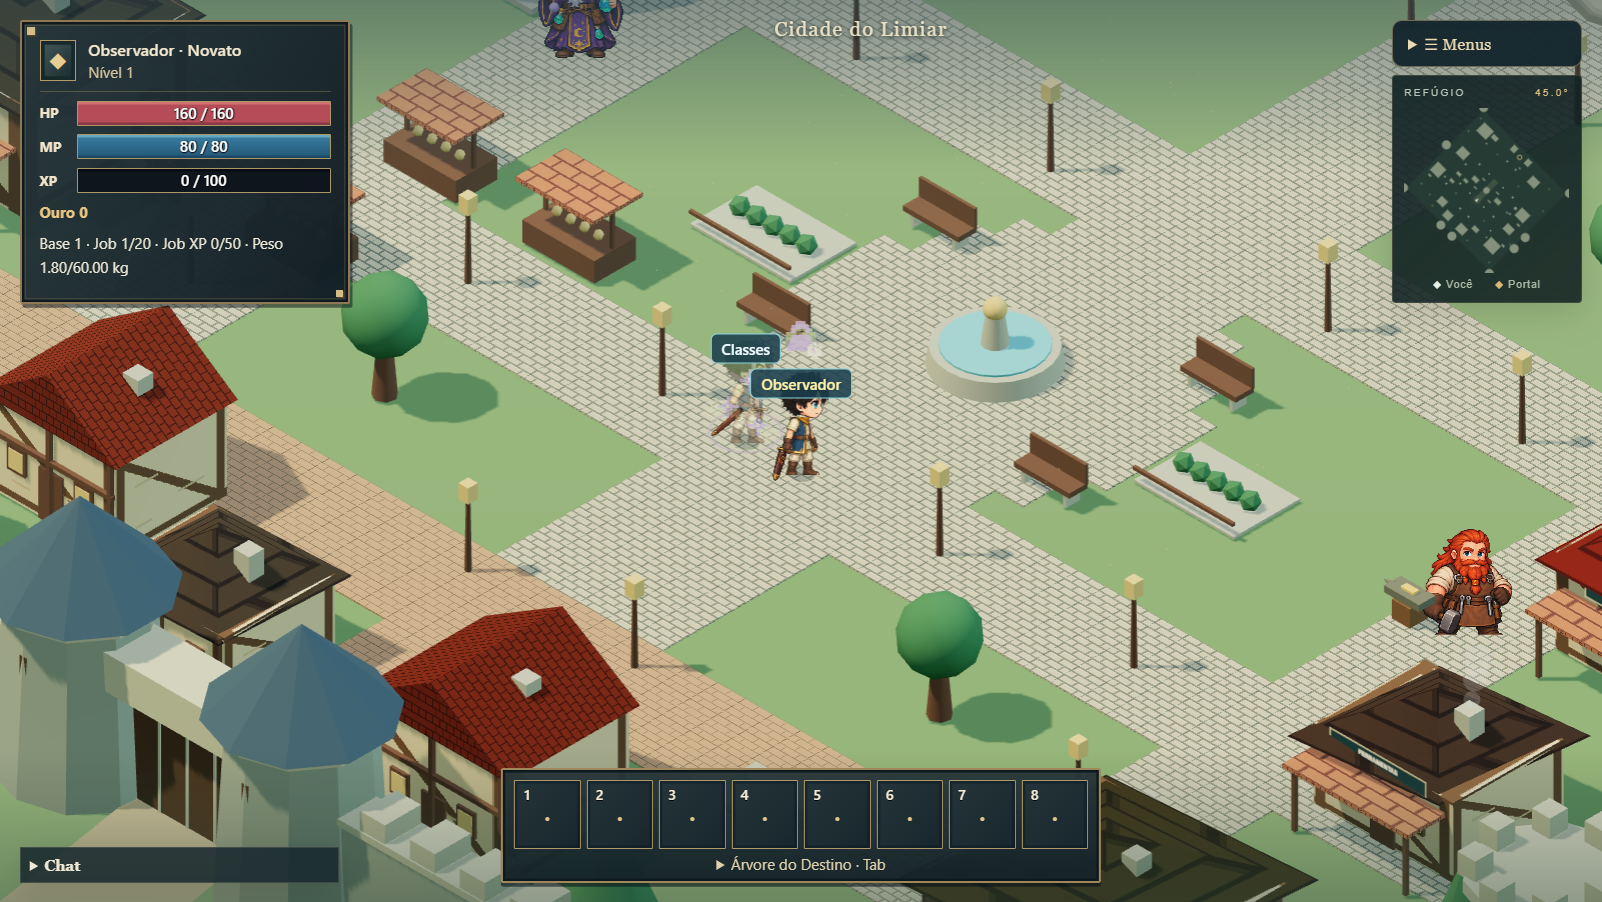 Cidade do Limiar
Observador · Novato
Nível 1
HP 160 / 160
MP 80 / 80
XP 0 / 100
Ouro 0
Base 1 · Job 1/20 · Job XP 0/50 · Peso
1.80/60.00 kg
☰ Menus
REFÚGIO 45.0°
Você Portal
Classes
Observador
1 2 3 4 5 6 7 8
Árvore do Destino · Tab
Chat